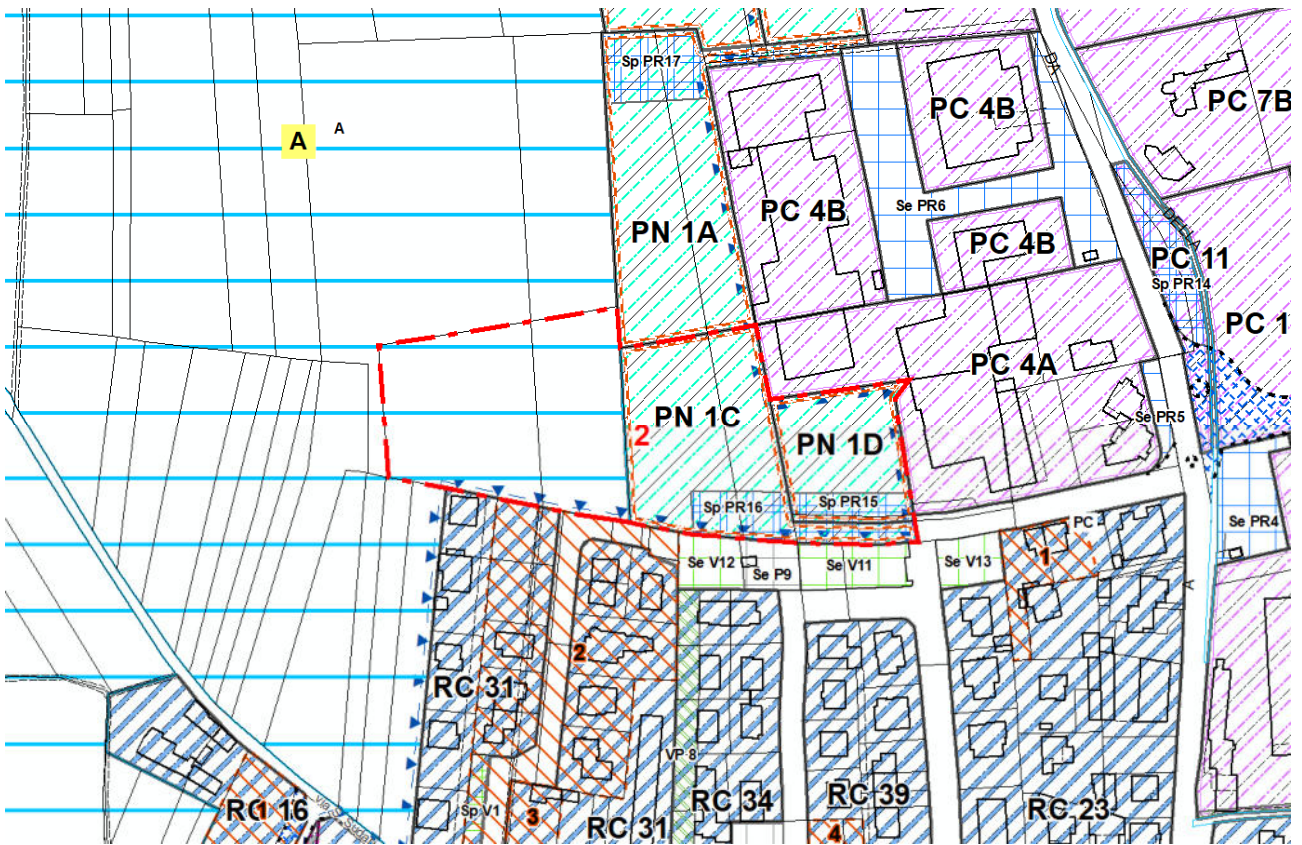 Sp PR17
DA
PC 4B
PC 7B
A
A
Se PR6
PC 4B
PN 1A
PC 4B
DELLA
PC 11
Sp PR14
PC 1
PC 4A
PN 1C
2
Se PR5
PN 1D
Sp PR16
Sp PR15
Se PR4
PC
1
Se V12
Se P9
Se V11
Se V13
A
2
RC 31
VP 8
Sp V1
RC 16
1
3
RC 31
RC 34
RC 39
4
RC 23